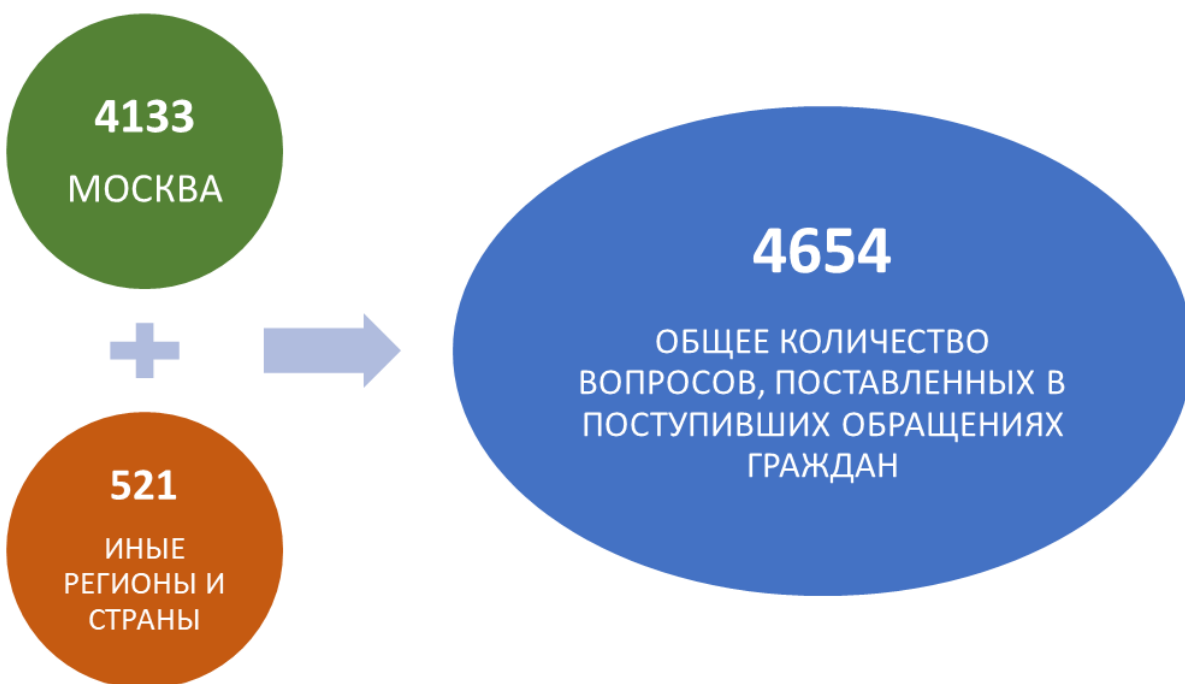 4133
МОСКВА
521
ИНЫЕ
РЕГИОНЫ И
СТРАНЫ
4654
ОБЩЕЕ КОЛИЧЕСТВО
ВОПРОСОВ, ПОСТАВЛЕННЫХ В
ПОСТУПИВШИХ ОБРАЩЕНИЯХ
ГРАЖДАН